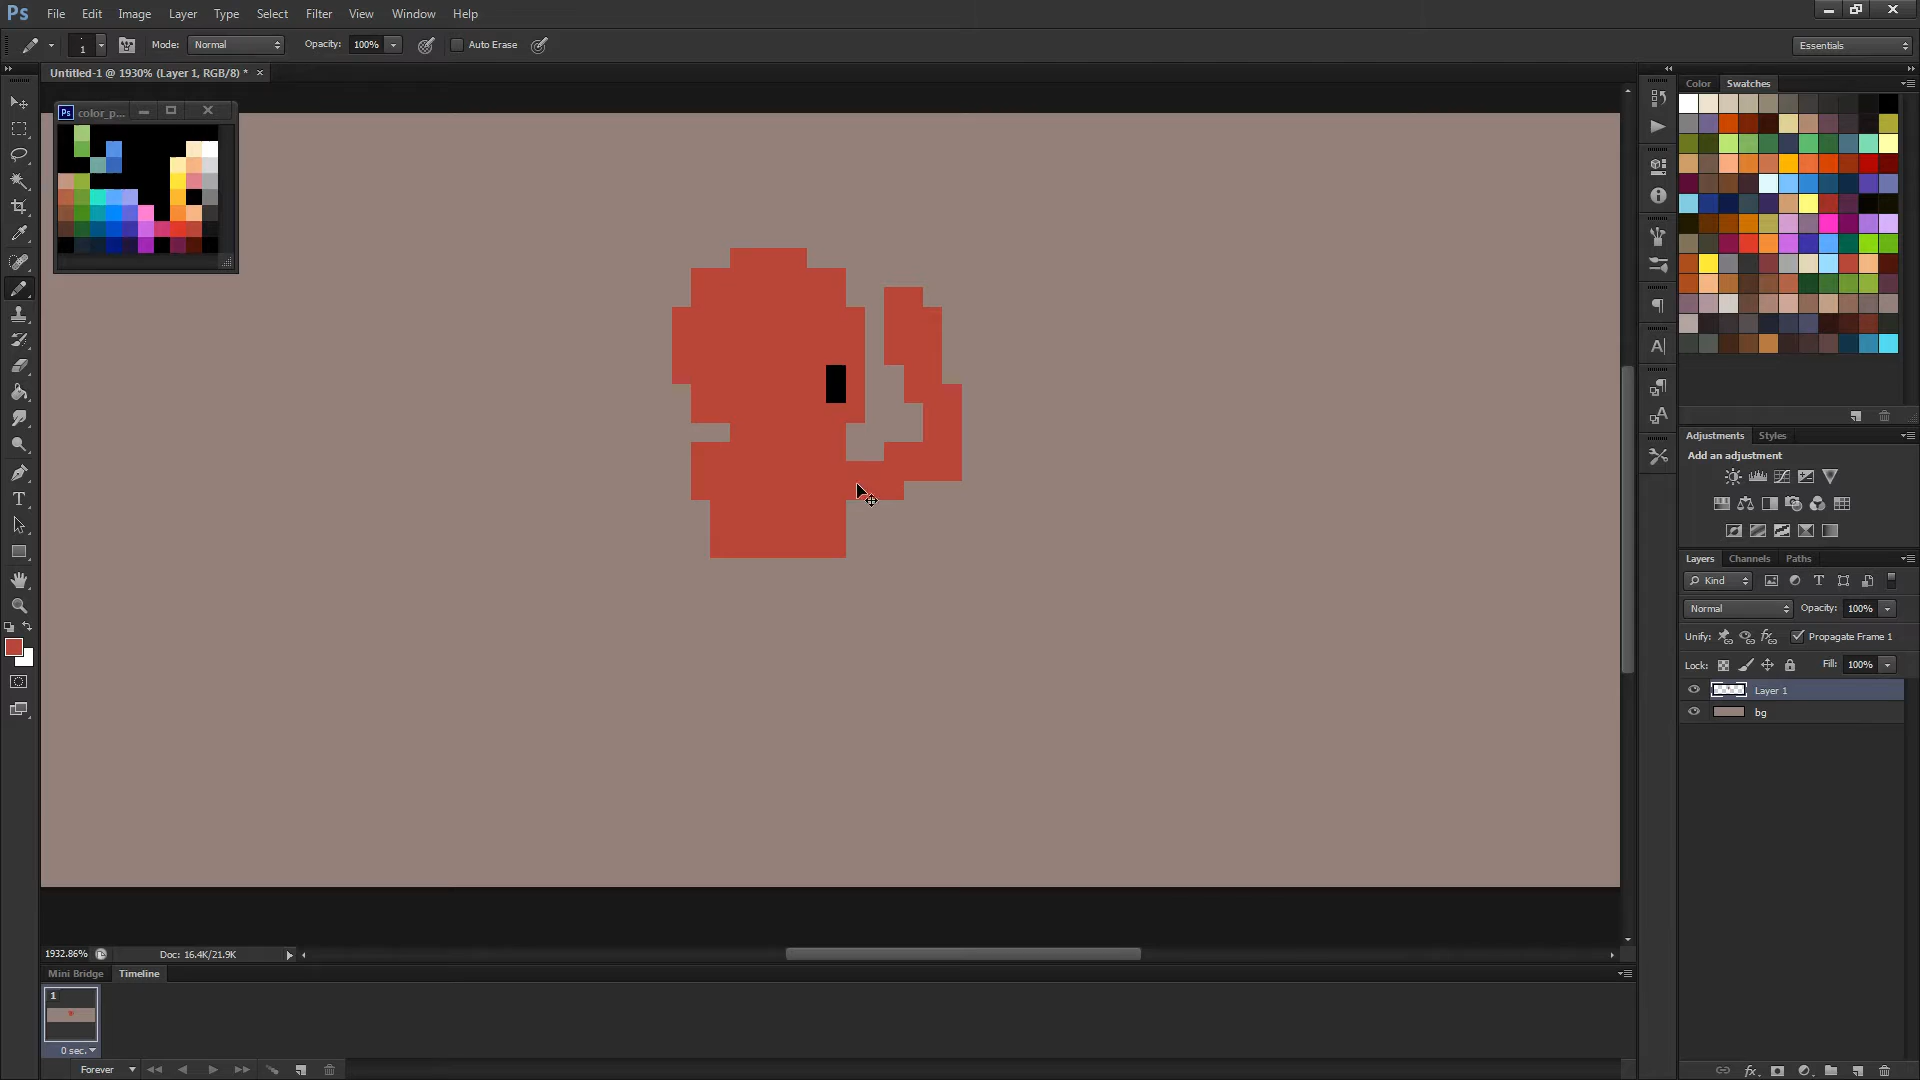 Ps File Edit Image Layer Type Select Filter View Window Help
1 Mode: Normal Opacity: 100% Auto Erase Essentials
Untitled-1 @ 1930% (Layer 1, RGB/8) * ×
Ps color_p...
Color Swatches
Adjustments Styles
Add an adjustment
Layers Channels Paths
Kind
Normal Opacity: 100%
Unify: Propagate Frame 1
Lock: Fill: 100%
Layer 1
bg
1932.86% Doc: 16.4K/21.9K
Mini Bridge Timeline
1
0 sec.
Forever